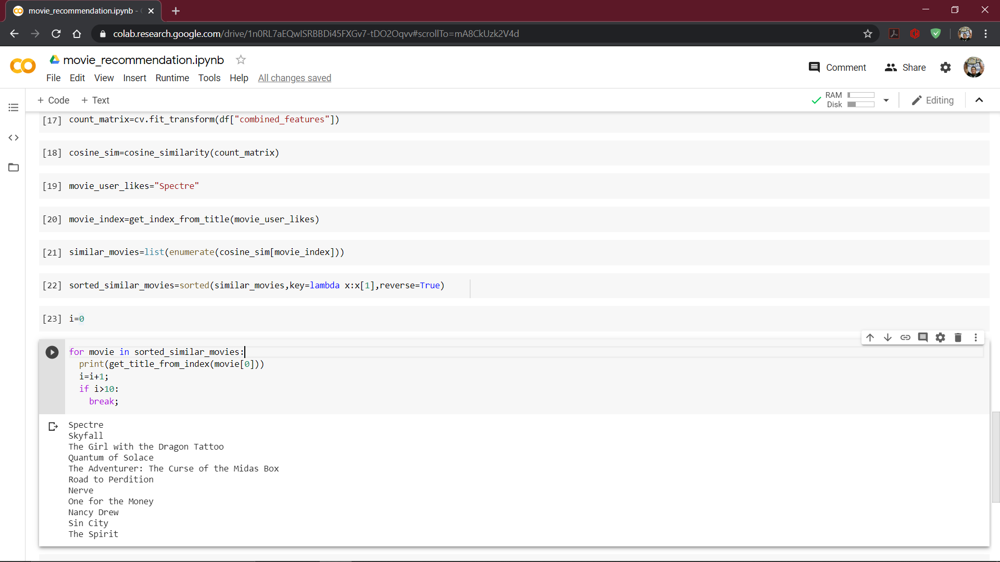 movie_recommendation.ipynb -
colab.research.google.com/drive/1n0RL7aEQwISRBBDi45FXGv7-tDO2Oqvv#scrollTo=mA8CkUzk2V4d
movie_recommendation.ipynb
Comment Share
File Edit View Insert Runtime Tools Help All changes saved
+ Code + Text
RAM
Disk
Editing
[17] count_matrix=cv.fit_transform(df["combined_features"])
[18] cosine_sim=cosine_similarity(count_matrix)
[19] movie_user_likes="Spectre"
[20] movie_index=get_index_from_title(movie_user_likes)
[21] similar_movies=list(enumerate(cosine_sim[movie_index]))
[22] sorted_similar_movies=sorted(similar_movies,key=lambda x:x[1],reverse=True)
[23] i=0
for movie in sorted_similar_movies:
print(get_title_from_index(movie[0]))
i=i+1;
if i>10:
break;
Spectre
Skyfall
The Girl with the Dragon Tattoo
Quantum of Solace
The Adventurer: The Curse of the Midas Box
Road to Perdition
Nerve
One for the Money
Nancy Drew
Sin City
The Spirit